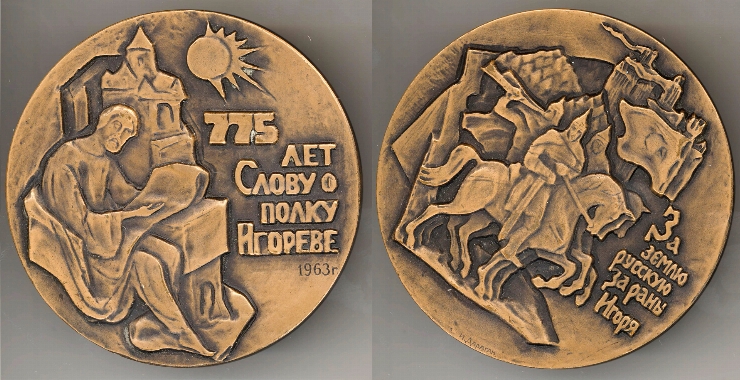 775
ЛЕТ
СЛОВУ О
ПОЛКУ
ИГОРЕВЕ
1963г
За
землю
русскую
за раны
Игоря